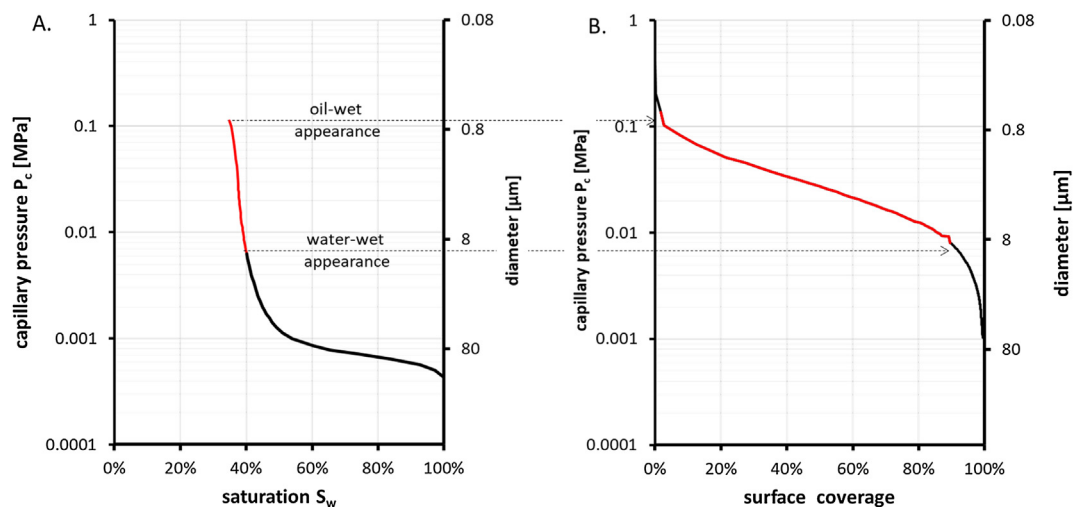 A.
capillary pressure Pc [MPa]
1
0.1
0.01
0.001
0.0001
0% 20% 40% 60% 80% 100%
saturation Sw
oil-wet
appearance
water-wet
appearance
0.08
0.8
8
80
diameter [µm]
B.
capillary pressure Pc [MPa]
1
0.1
0.01
0.001
0.0001
0% 20% 40% 60% 80% 100%
surface coverage
0.08
0.8
8
80
diameter [µm]